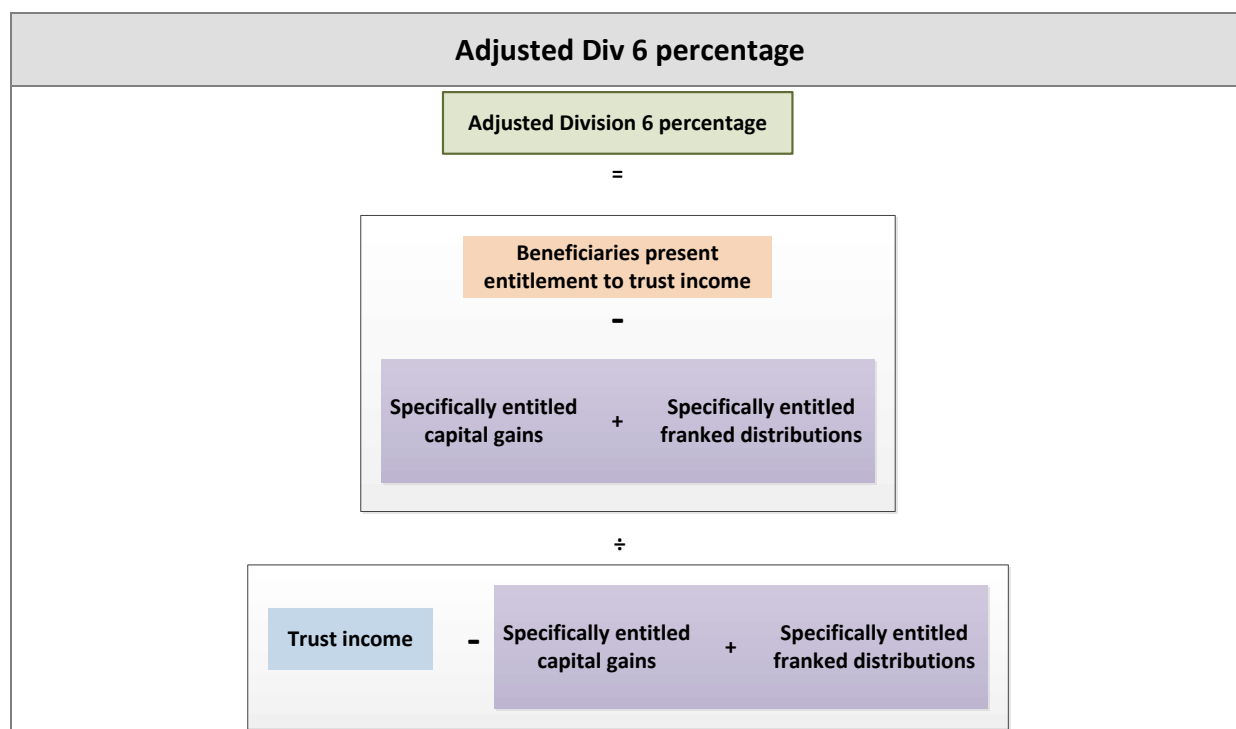 Adjusted Div 6 percentage
Adjusted Division 6 percentage
=
Beneficiaries present
entitlement to trust income
-
Specifically entitled
capital gains
+
Specifically entitled
franked distributions
÷
Trust income
-
Specifically entitled
capital gains
+
Specifically entitled
franked distributions